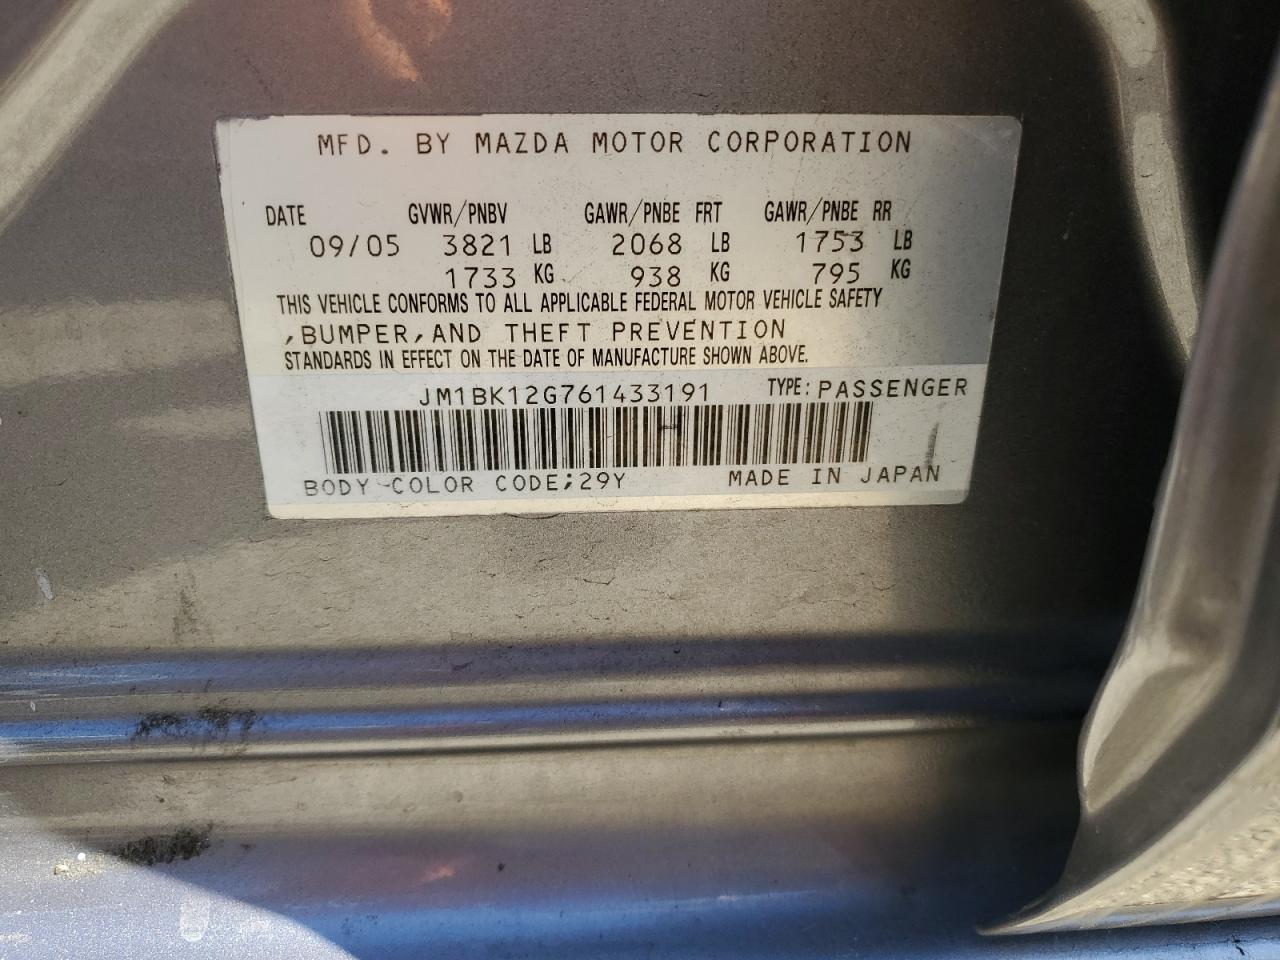 MFD. BY MAZDA MOTOR CORPORATION
DATE GVWR/PNBV GAWR/PNBE FRT GAWR/PNBE RR
09/05 3821 LB 2068 LB 1753 LB
1733 KG 938 KG 795 KG
THIS VEHICLE CONFORMS TO ALL APPLICABLE FEDERAL MOTOR VEHICLE SAFETY
,BUMPER,AND THEFT PREVENTION
STANDARDS IN EFFECT ON THE DATE OF MANUFACTURE SHOWN ABOVE.
JM1BK12G761433191 TYPE: PASSENGER
H
BODY COLOR CODE;29Y MADE IN JAPAN